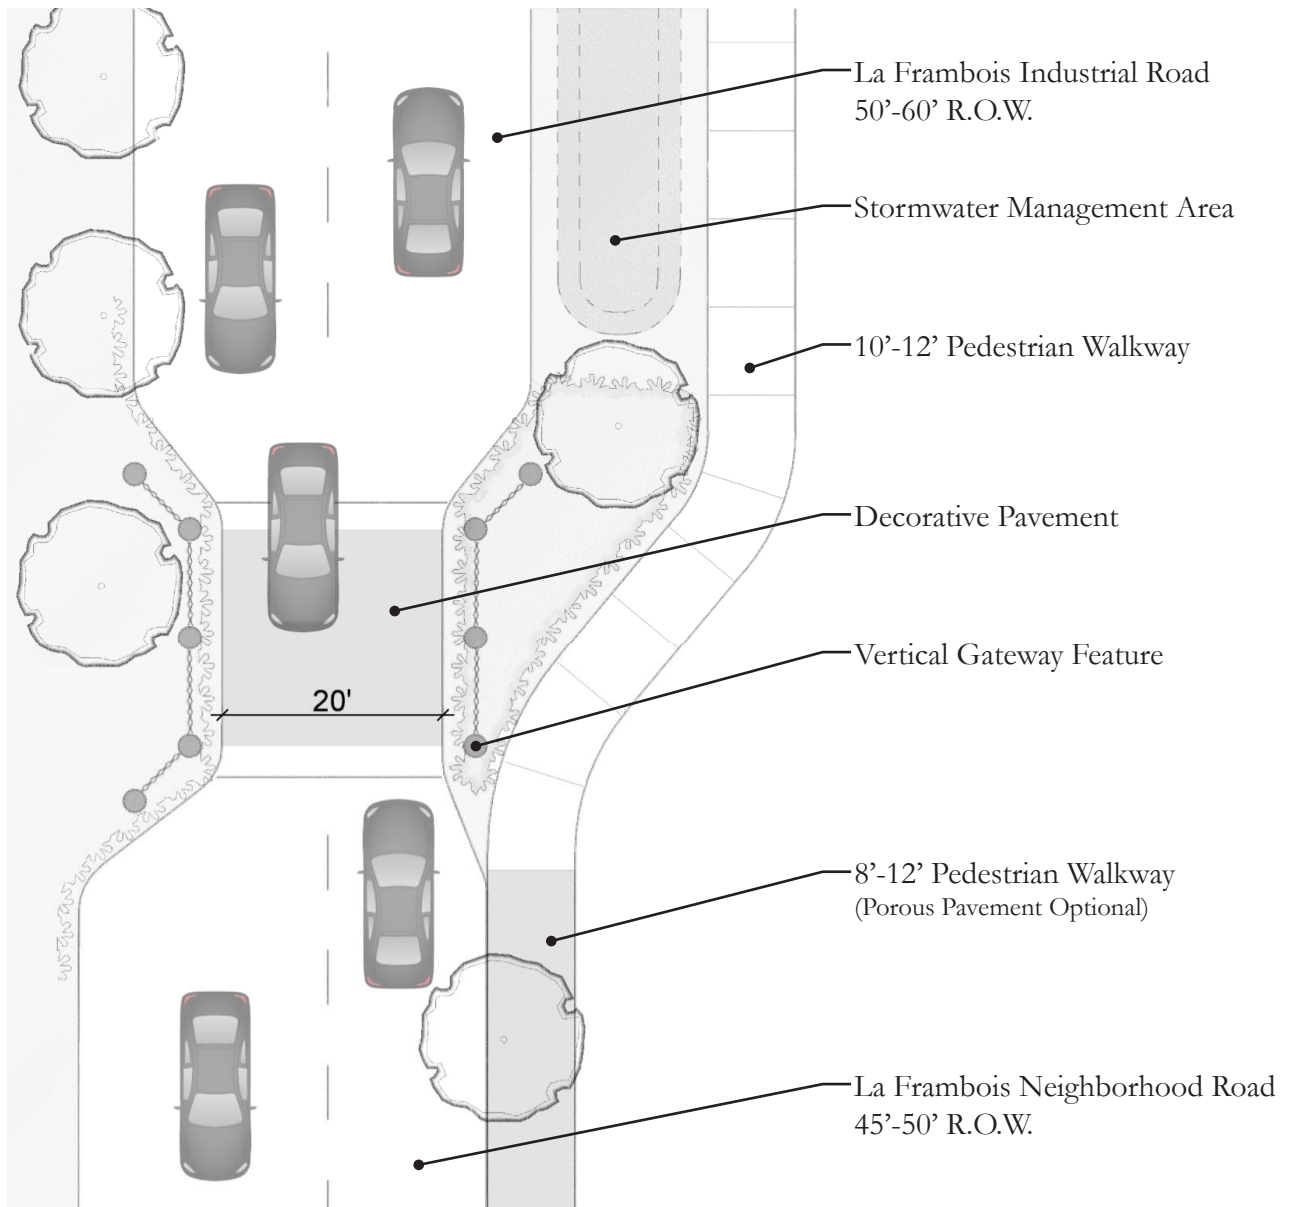 La Frambois Industrial Road
50’-60’ R.O.W.
Stormwater Management Area
10’-12’ Pedestrian Walkway
Decorative Pavement
Vertical Gateway Feature
20'
8’-12’ Pedestrian Walkway
(Porous Pavement Optional)
La Frambois Neighborhood Road
45’-50’ R.O.W.